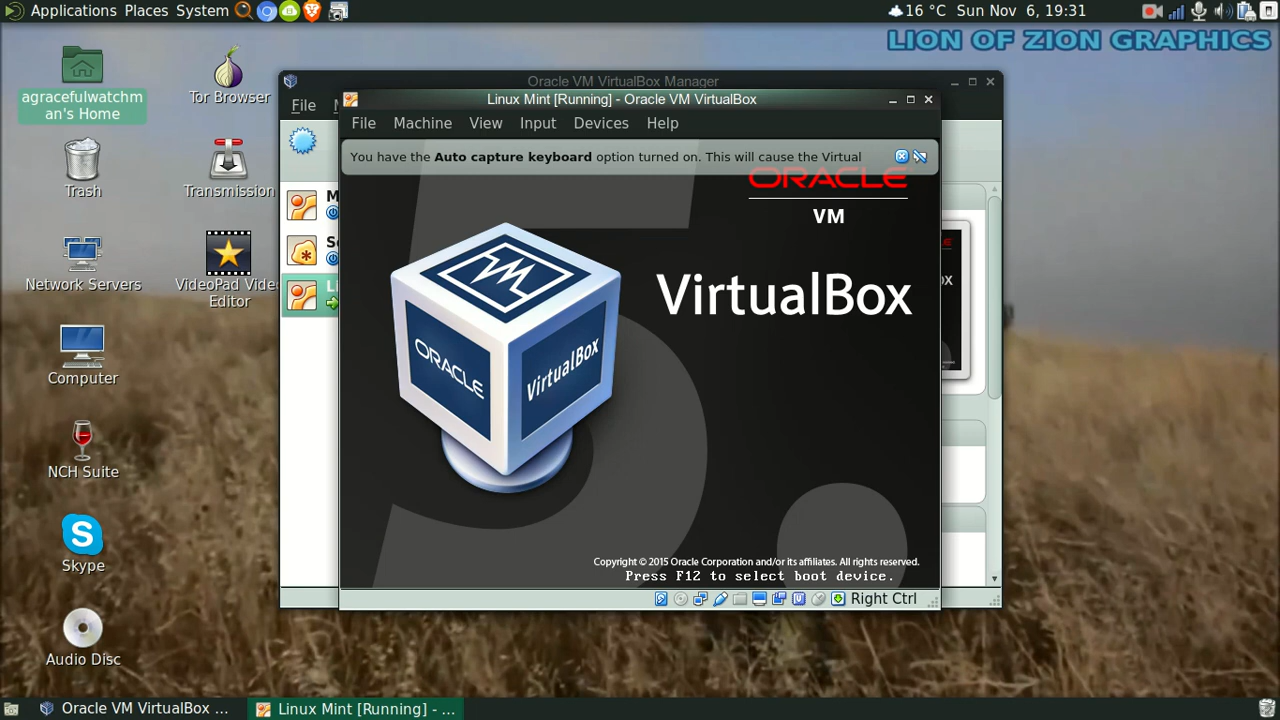 Applications Places System
16 °C Sun Nov 6, 19:31
LION OF ZION GRAPHICS
agracefulwatchm
an's Home
Tor Browser
Trash
Transmission
Network Servers
VideoPad Vide
Editor
Computer
NCH Suite
Skype
Audio Disc
Oracle VM VirtualBox Manager
File
Linux Mint [Running] - Oracle VM VirtualBox
File Machine View Input Devices Help
You have the Auto capture keyboard option turned on. This will cause the Virtual
ORACLE
VM
VirtualBox
ORACLE
VirtualBox
Copyright © 2015 Oracle Corporation and/or its affiliates. All rights reserved.
Press F12 to select boot device.
Right Ctrl
Oracle VM VirtualBox ...
Linux Mint [Running] - ...